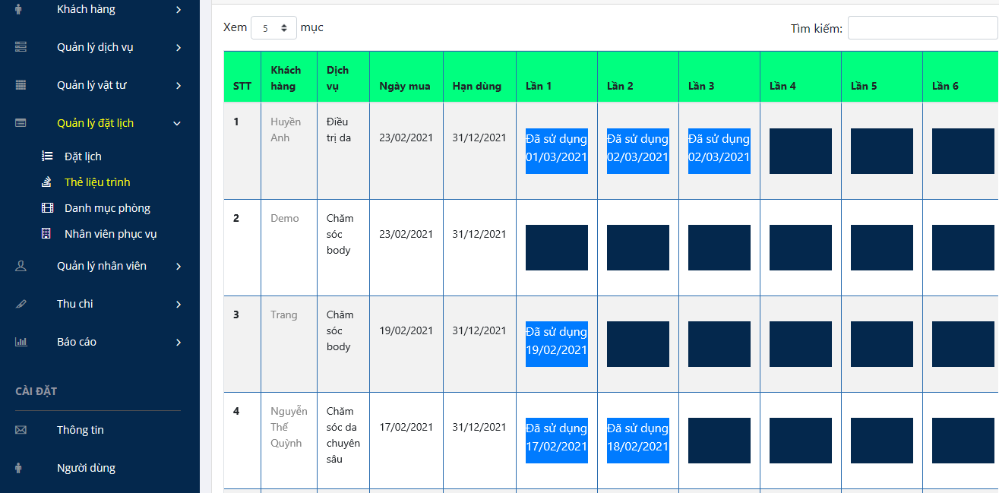 Khách hàng
Quản lý dịch vụ
Quản lý vật tư
Quản lý đặt lịch
Đặt lịch
Thẻ liệu trình
Danh mục phòng
Nhân viên phục vụ
Quản lý nhân viên
Thu chi
Báo cáo
CÀI ĐẶT
Thông tin
Người dùng
Xem 5 mục
Tìm kiếm:
STT
Khách
hàng
Dịch
vụ
Ngày mua
Hạn dùng
Lần 1
Lần 2
Lần 3
Lần 4
Lần 5
Lần 6
1
Huyền
Anh
Điều
trị da
23/02/2021
31/12/2021
Đã sử dụng
01/03/2021
Đã sử dụng
02/03/2021
Đã sử dụng
02/03/2021
2
Demo
Chăm
sóc
body
23/02/2021
31/12/2021
3
Trang
Chăm
sóc
body
19/02/2021
31/12/2021
Đã sử dụng
19/02/2021
4
Nguyễn
Thế
Quỳnh
Chăm
sóc da
chuyên
sâu
17/02/2021
31/12/2021
Đã sử dụng
17/02/2021
Đã sử dụng
18/02/2021